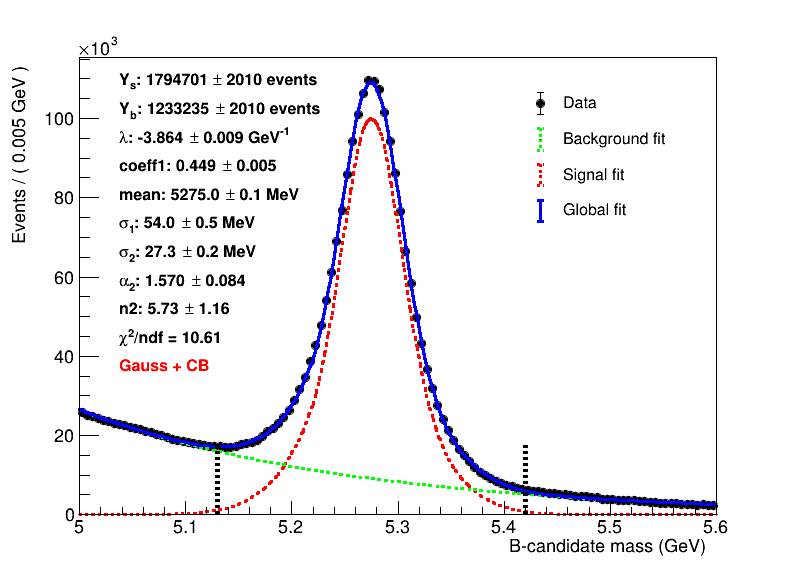 ×10³
Events / ( 0.005 GeV )
100
80
60
40
20
0
Yₛ: 1794701 ± 2010 events
Y_b: 1233235 ± 2010 events
λ: -3.864 ± 0.009 GeV⁻¹
coeff1: 0.449 ± 0.005
mean: 5275.0 ± 0.1 MeV
σ₁: 54.0 ± 0.5 MeV
σ₂: 27.3 ± 0.2 MeV
α₂: 1.570 ± 0.084
n2: 5.73 ± 1.16
χ²/ndf = 10.61
Gauss + CB
Data
Background fit
Signal fit
Global fit
5 5.1 5.2 5.3 5.4 5.5 5.6
B-candidate mass (GeV)